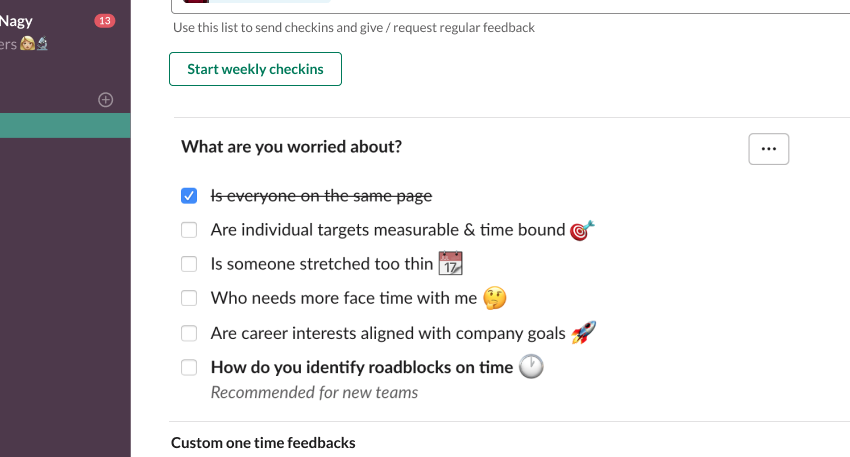 Nagy 13
ers 👩🏼🔬
Use this list to send checkins and give / request regular feedback
Start weekly checkins
What are you worried about?
Is everyone on the same page
Are individual targets measurable & time bound 🎯
Is someone stretched too thin 📆
Who needs more face time with me 🤔
Are career interests aligned with company goals 🚀
How do you identify roadblocks on time 🕐
Recommended for new teams
Custom one time feedbacks